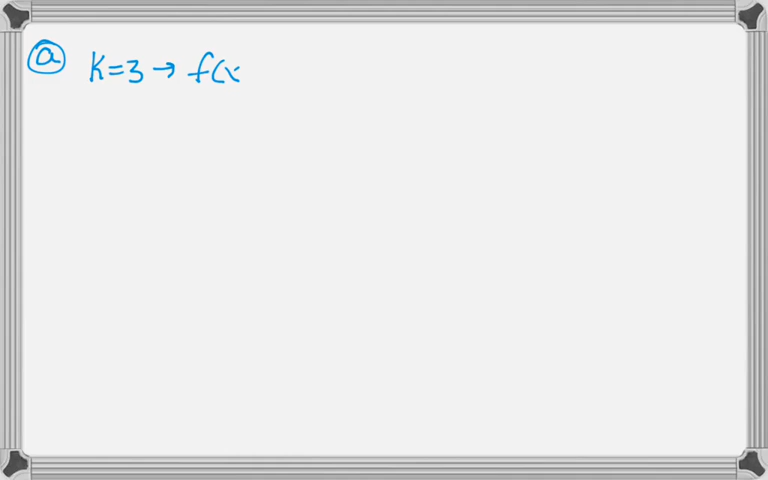 ⓐ K=3 → f(x